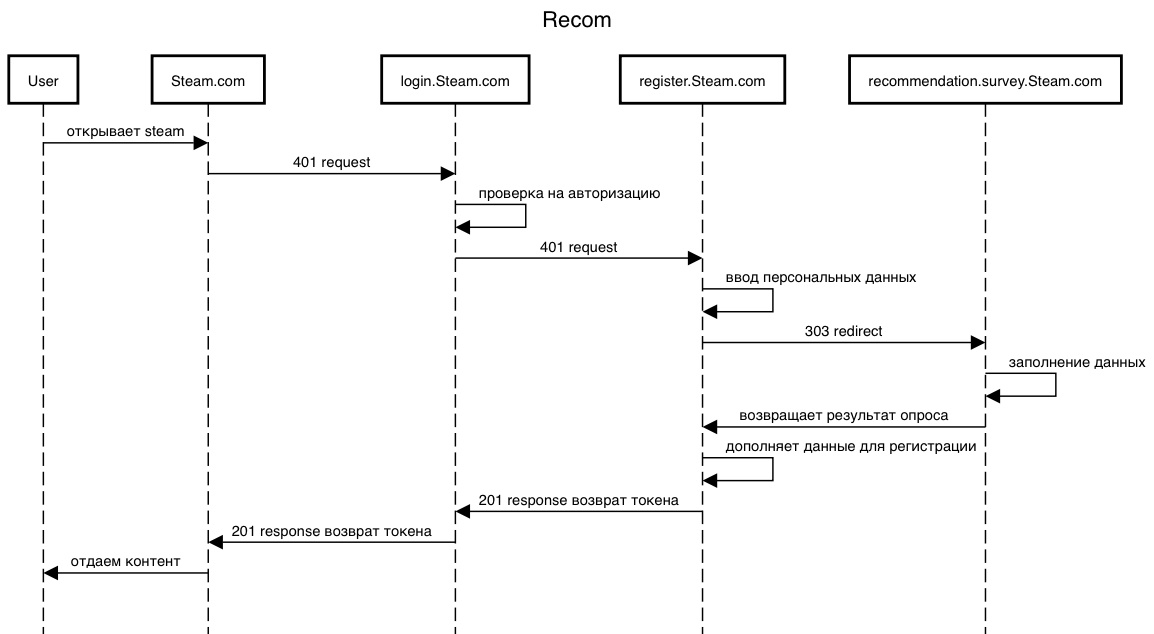 Recom
User
Steam.com
login.Steam.com
register.Steam.com
recommendation.survey.Steam.com
открывает steam
401 request
проверка на авторизацию
401 request
ввод персональных данных
303 redirect
заполнение данных
возвращает результат опроса
дополняет данные для регистрации
201 response возврат токена
201 response возврат токена
отдаем контент